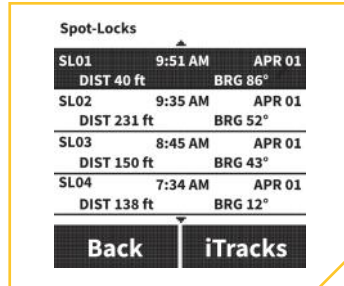 Spot-Locks
SL01 9:51 AM APR 01
DIST 40 ft BRG 86°
SL02 9:35 AM APR 01
DIST 231 ft BRG 52°
SL03 8:45 AM APR 01
DIST 150 ft BRG 43°
SL04 7:34 AM APR 01
DIST 138 ft BRG 12°
Back iTracks